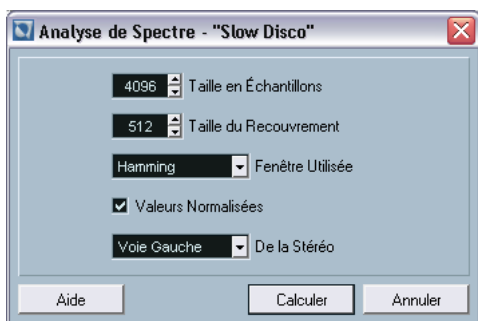 Analyse de Spectre - "Slow Disco"
4096 Taille en Échantillons
512 Taille du Recouvrement
Hamming Fenêtre Utilisée
Valeurs Normalisées
Voie Gauche De la Stéréo
Aide Calculer Annuler